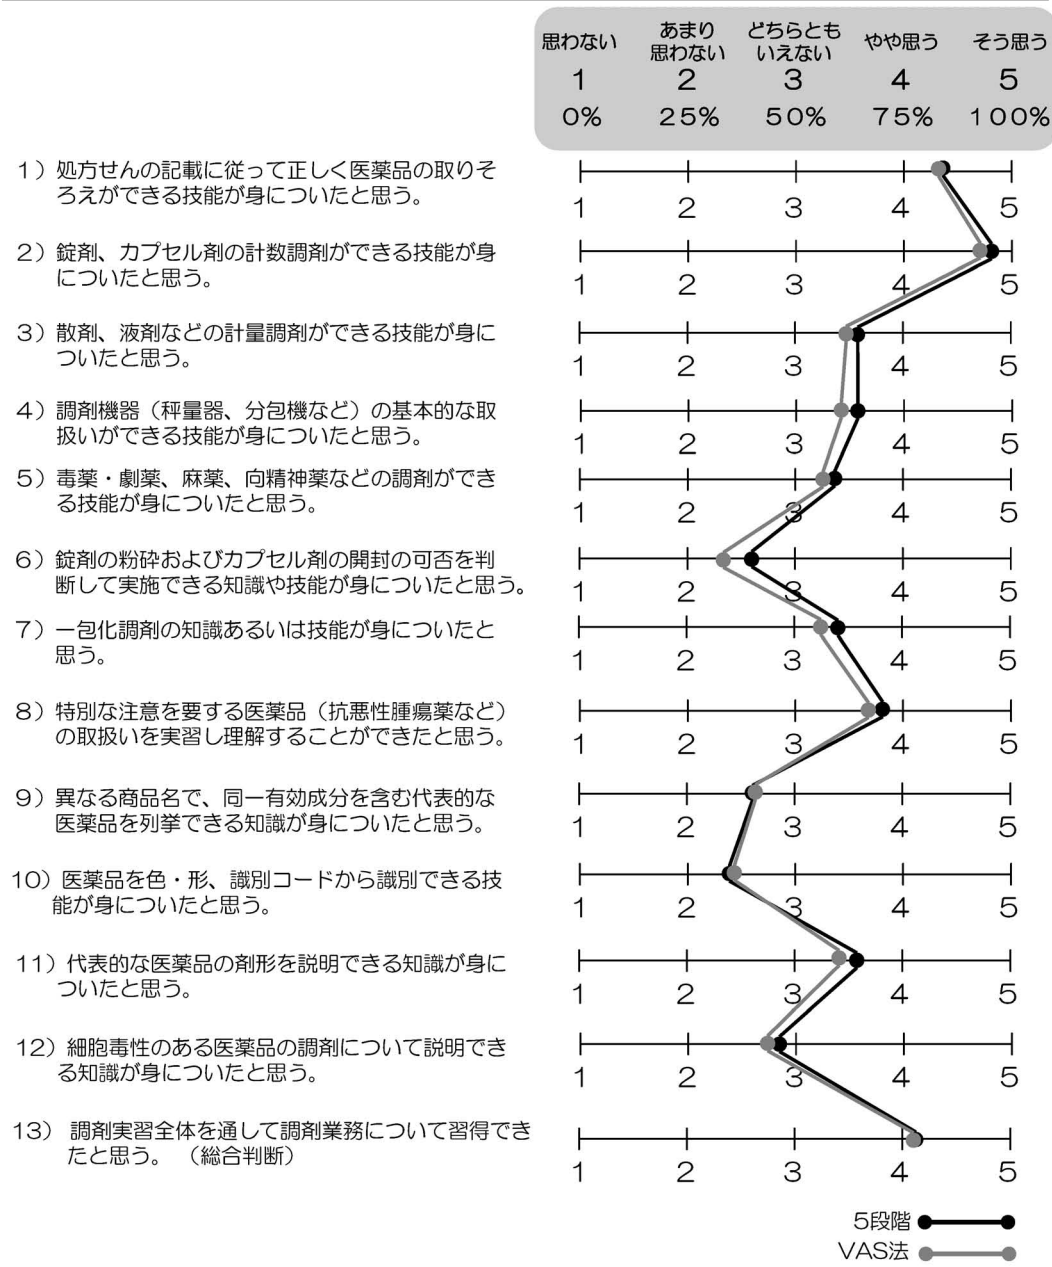 思わない あまり思わない どちらともいえない やや思う そう思う
1 2 3 4 5
0% 25% 50% 75% 100%
1）処方せんの記載に従って正しく医薬品の取りそ
ろえができる技能が身についたと思う。
1 2 3 4 5
2）錠剤、カプセル剤の計数調剤ができる技能が身
についたと思う。
1 2 3 4 5
3）散剤、液剤などの計量調剤ができる技能が身に
ついたと思う。
1 2 3 4 5
4）調剤機器（秤量器、分包機など）の基本的な取
扱いができる技能が身についたと思う。
1 2 3 4 5
5）毒薬・劇薬、麻薬、向精神薬などの調剤ができ
る技能が身についたと思う。
1 2 3 4 5
6）錠剤の粉砕およびカプセル剤の開封の可否を判
断して実施できる知識や技能が身についたと思う。
1 2 3 4 5
7）一包化調剤の知識あるいは技能が身についたと
思う。
1 2 3 4 5
8）特別な注意を要する医薬品（抗悪性腫瘍薬など）
の取扱いを実習し理解することができたと思う。
1 2 3 4 5
9）異なる商品名で、同一有効成分を含む代表的な
医薬品を列挙できる知識が身についたと思う。
1 2 3 4 5
10）医薬品を色・形、識別コードから識別できる技
能が身についたと思う。
1 2 3 4 5
11）代表的な医薬品の剤形を説明できる知識が身に
ついたと思う。
1 2 3 4 5
12）細胞毒性のある医薬品の調剤について説明でき
る知識が身についたと思う。
1 2 3 4 5
13） 調剤実習全体を通して調剤業務について習得でき
たと思う。（総合判断）
1 2 3 4 5
5段階
VAS法